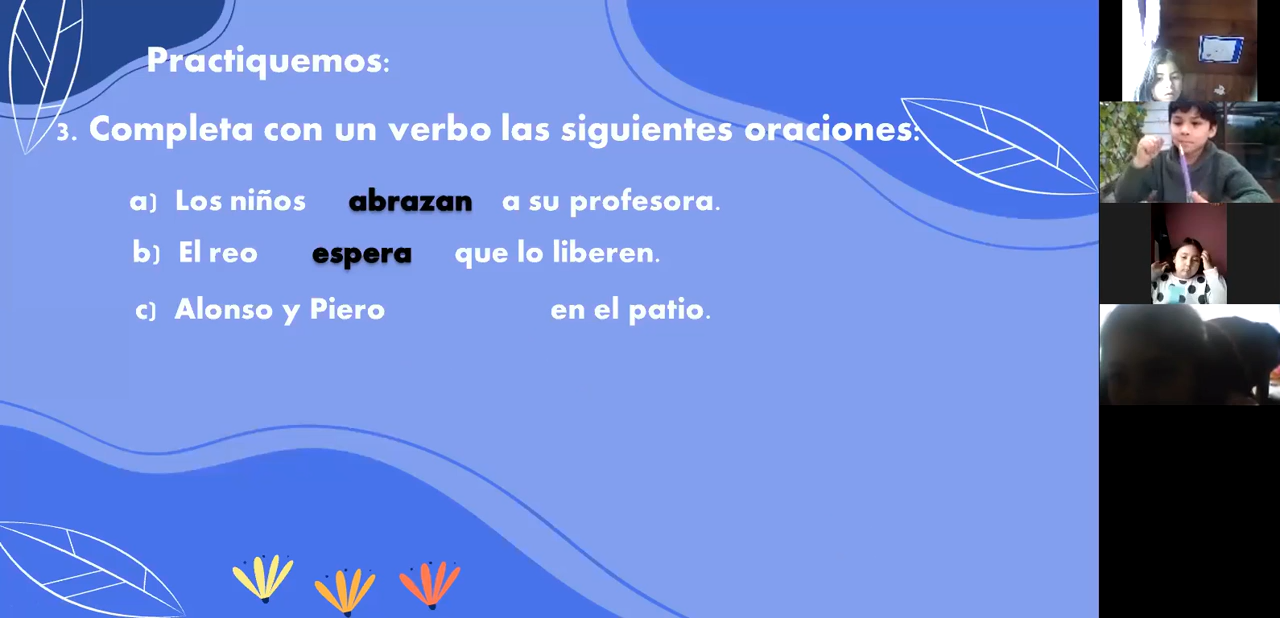 Practiquemos:
3. Completa con un verbo las siguientes oraciones:
a) Los niños abrazan a su profesora.
b) El reo espera que lo liberen.
c) Alonso y Piero en el patio.